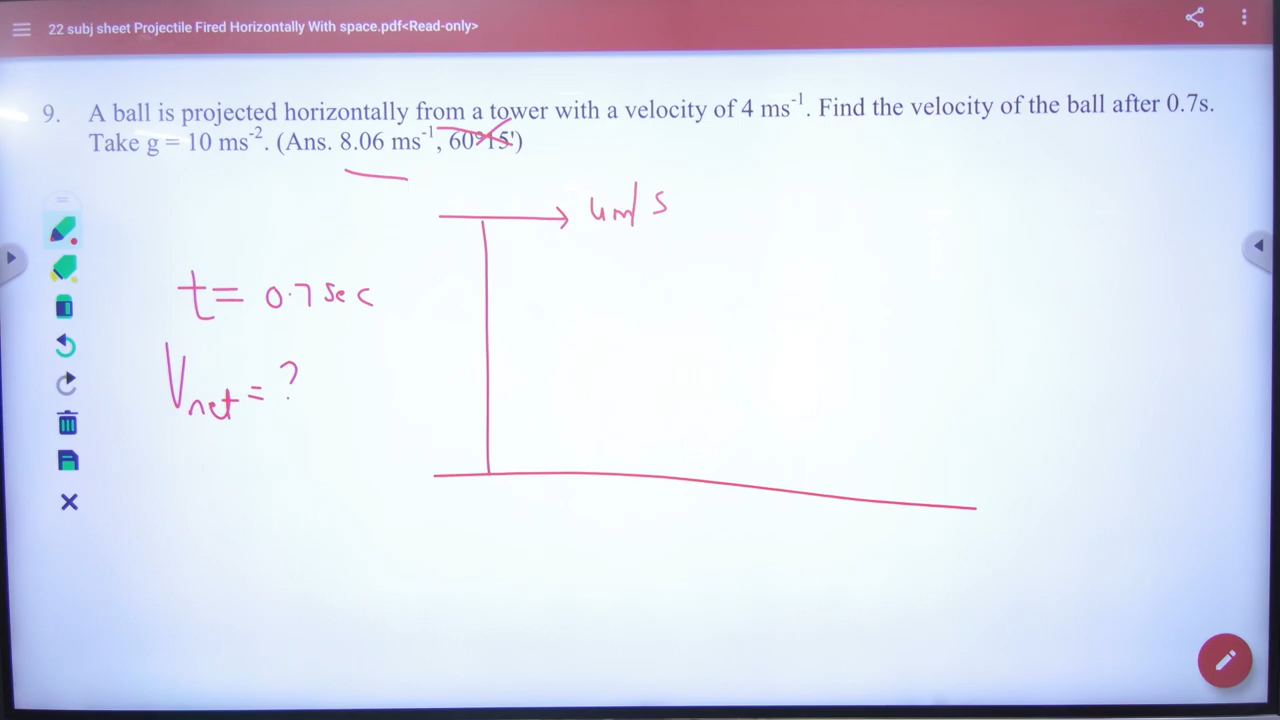 22 subj sheet Projectile Fired Horizontally With space.pdf<Read-only>
9. A ball is projected horizontally from a tower with a velocity of 4 ms⁻¹. Find the velocity of the ball after 0.7s.
Take g = 10 ms⁻². (Ans. 8.06 ms⁻¹, 60°15')
4m/s
t = 0.7 sec
Vnet = ?